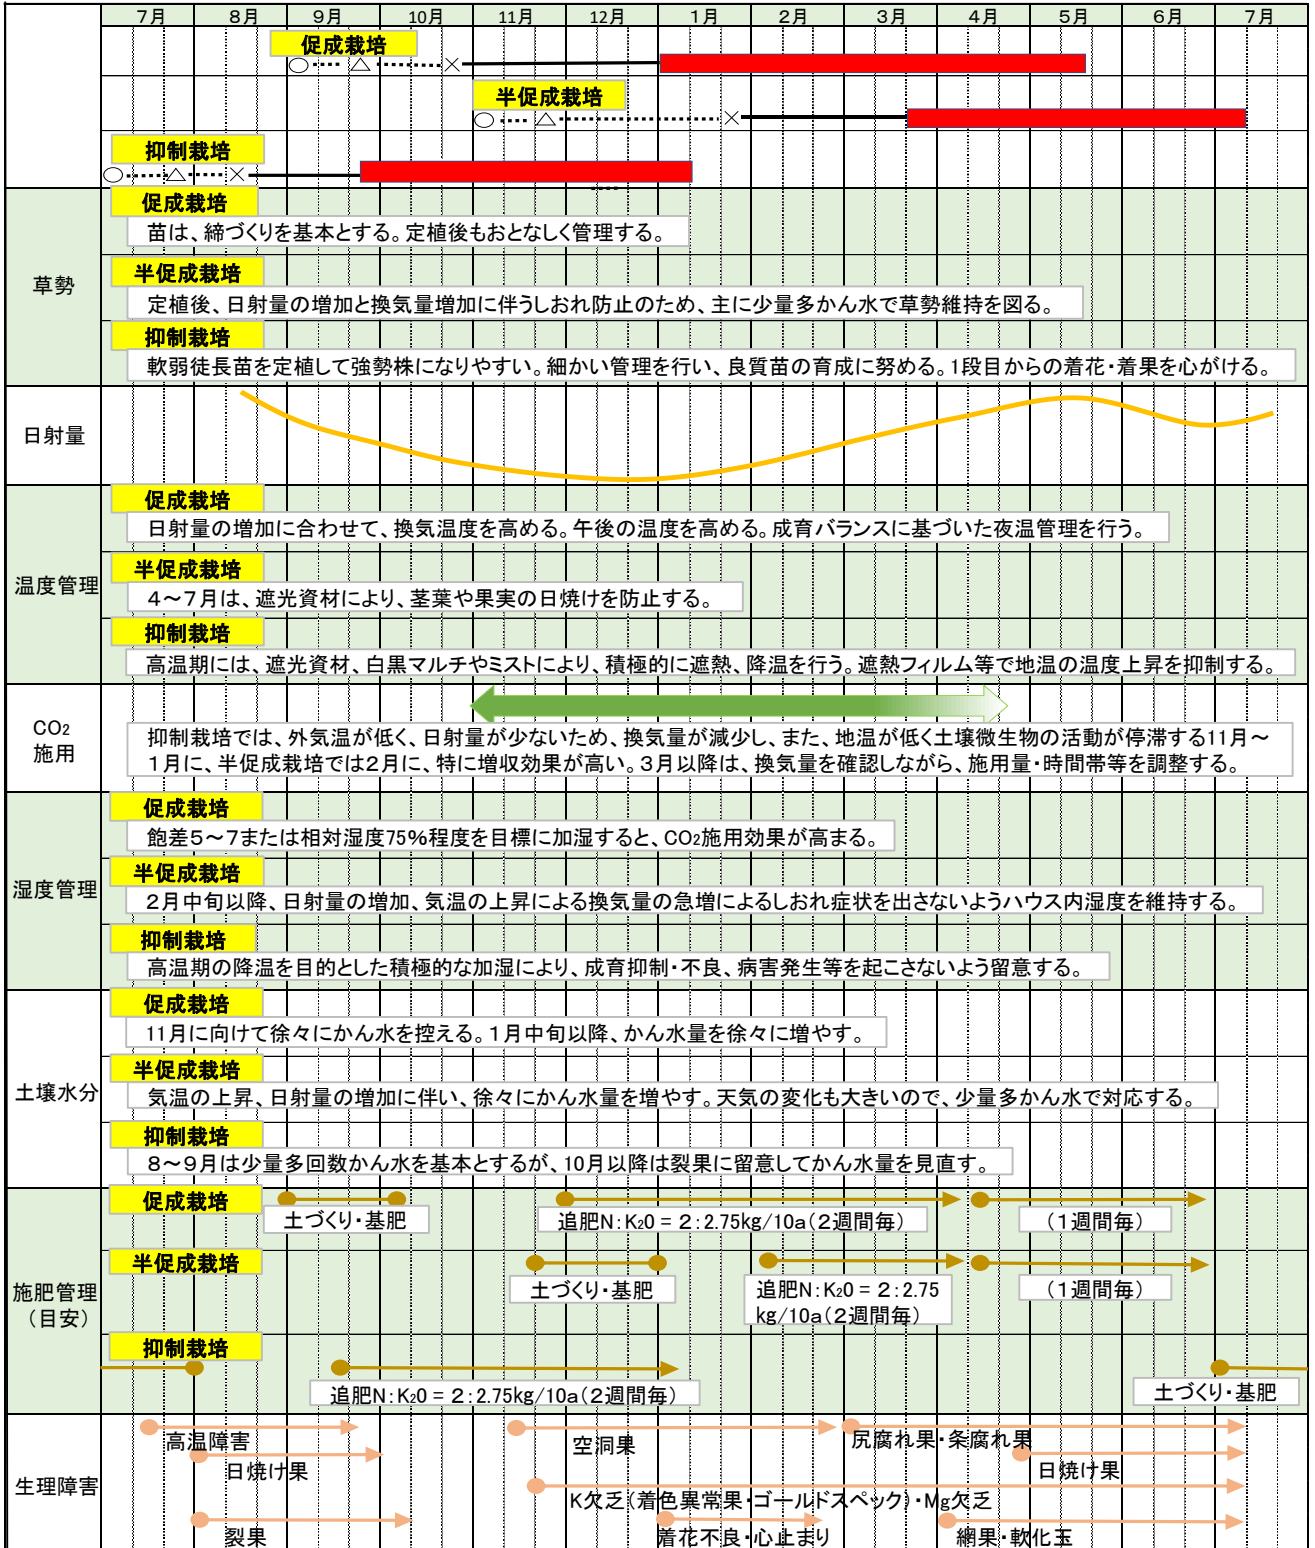 7月 8月 9月 10月 11月 12月 1月 2月 3月 4月 5月 6月 7月
促成栽培
半促成栽培
抑制栽培
草勢
促成栽培
苗は、締づくりを基本とする。定植後もおとなしく管理する。
半促成栽培
定植後、日射量の増加と換気量増加に伴うしおれ防止のため、主に少量多かん水で草勢維持を図る。
抑制栽培
軟弱徒長苗を定植して強勢株になりやすい。細かい管理を行い、良質苗の育成に努める。1段目からの着花・着果を心がける。
日射量
温度管理
促成栽培
日射量の増加に合わせて、換気温度を高める。午後の温度を高める。成育バランスに基づいた夜温管理を行う。
半促成栽培
4～7月は、遮光資材により、茎葉や果実の日焼けを防止する。
抑制栽培
高温期には、遮光資材、白黒マルチやミストにより、積極的に遮熱、降温を行う。遮熱フィルム等で地温の温度上昇を抑制する。
CO2
施用
抑制栽培では、外気温が低く、日射量が少ないため、換気量が減少し、また、地温が低く土壌微生物の活動が停滞する11月～
1月に、半促成栽培では2月に、特に増収効果が高い。3月以降は、換気量を確認しながら、施用量・時間帯等を調整する。
湿度管理
促成栽培
飽差5～7または相対湿度75%程度を目標に加湿すると、CO2施用効果が高まる。
半促成栽培
2月中旬以降、日射量の増加、気温の上昇による換気量の急増によるしおれ症状を出さないようハウス内湿度を維持する。
抑制栽培
高温期の降温を目的とした積極的な加湿により、成育抑制・不良、病害発生等を起こさないよう留意する。
土壌水分
促成栽培
11月に向けて徐々にかん水を控える。1月中旬以降、かん水量を徐々に増やす。
半促成栽培
気温の上昇、日射量の増加に伴い、徐々にかん水量を増やす。天気の変化も大きいので、少量多かん水で対応する。
抑制栽培
8～9月は少量多回数かん水を基本とするが、10月以降は裂果に留意してかん水量を見直す。
施肥管理
(目安)
促成栽培
土づくり・基肥
追肥N:K20 = 2:2.75kg/10a(2週間毎)
(1週間毎)
半促成栽培
土づくり・基肥
追肥N:K20 = 2:2.75
kg/10a(2週間毎)
(1週間毎)
抑制栽培
追肥N:K20 = 2:2.75kg/10a(2週間毎)
土づくり・基肥
生理障害
高温障害
空洞果
尻腐れ果・条腐れ果
日焼け果
日焼け果
K欠乏(着色異常果・ゴールドスペック)・Mg欠乏
裂果
着花不良・心止まり
網果・軟化玉